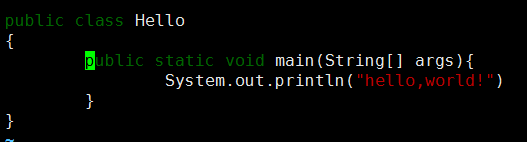 public class Hello
{
        public static void main(String[] args){
                System.out.println("hello,world!")
        }
}
~